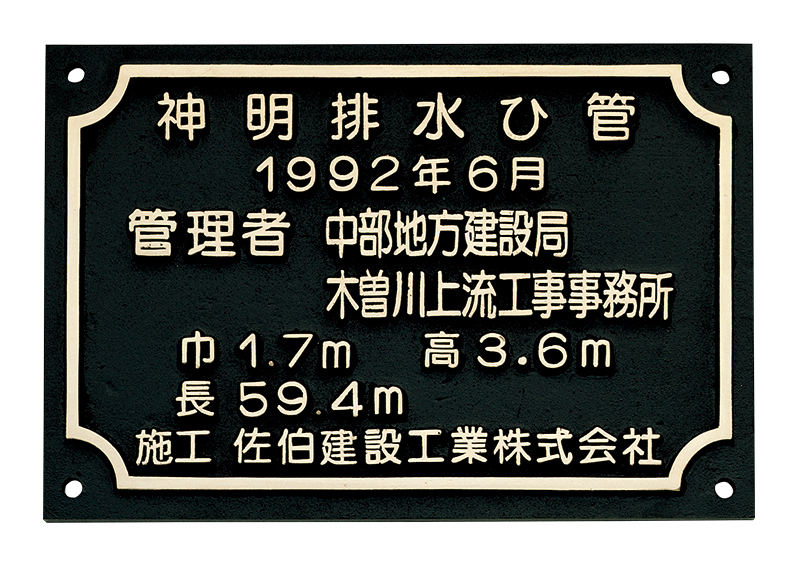 神明排水ひ管
1992年6月
管理者 中部地方建設局
木曽川上流工事事務所
巾1.7m 高3.6m
長59.4m
施工 佐伯建設工業株式会社